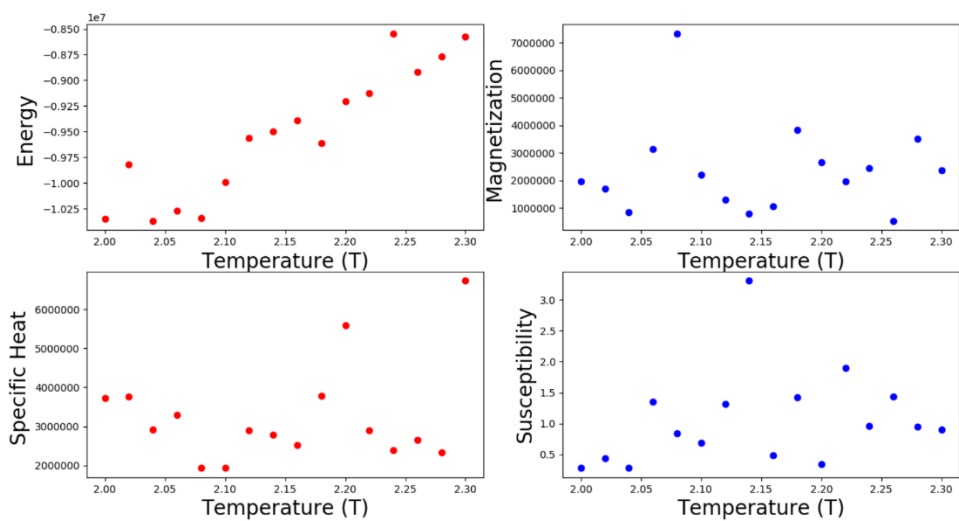 1e7
−0.850
−0.875
−0.900
−0.925
−0.950
−0.975
−1.000
−1.025
Energy
2.00 2.05 2.10 2.15 2.20 2.25 2.30
Temperature (T)
7000000
6000000
5000000
4000000
3000000
2000000
1000000
Magnetization
2.00 2.05 2.10 2.15 2.20 2.25 2.30
Temperature (T)
6000000
5000000
4000000
3000000
2000000
Specific Heat
2.00 2.05 2.10 2.15 2.20 2.25 2.30
Temperature (T)
3.0
2.5
2.0
1.5
1.0
0.5
Susceptibility
2.00 2.05 2.10 2.15 2.20 2.25 2.30
Temperature (T)